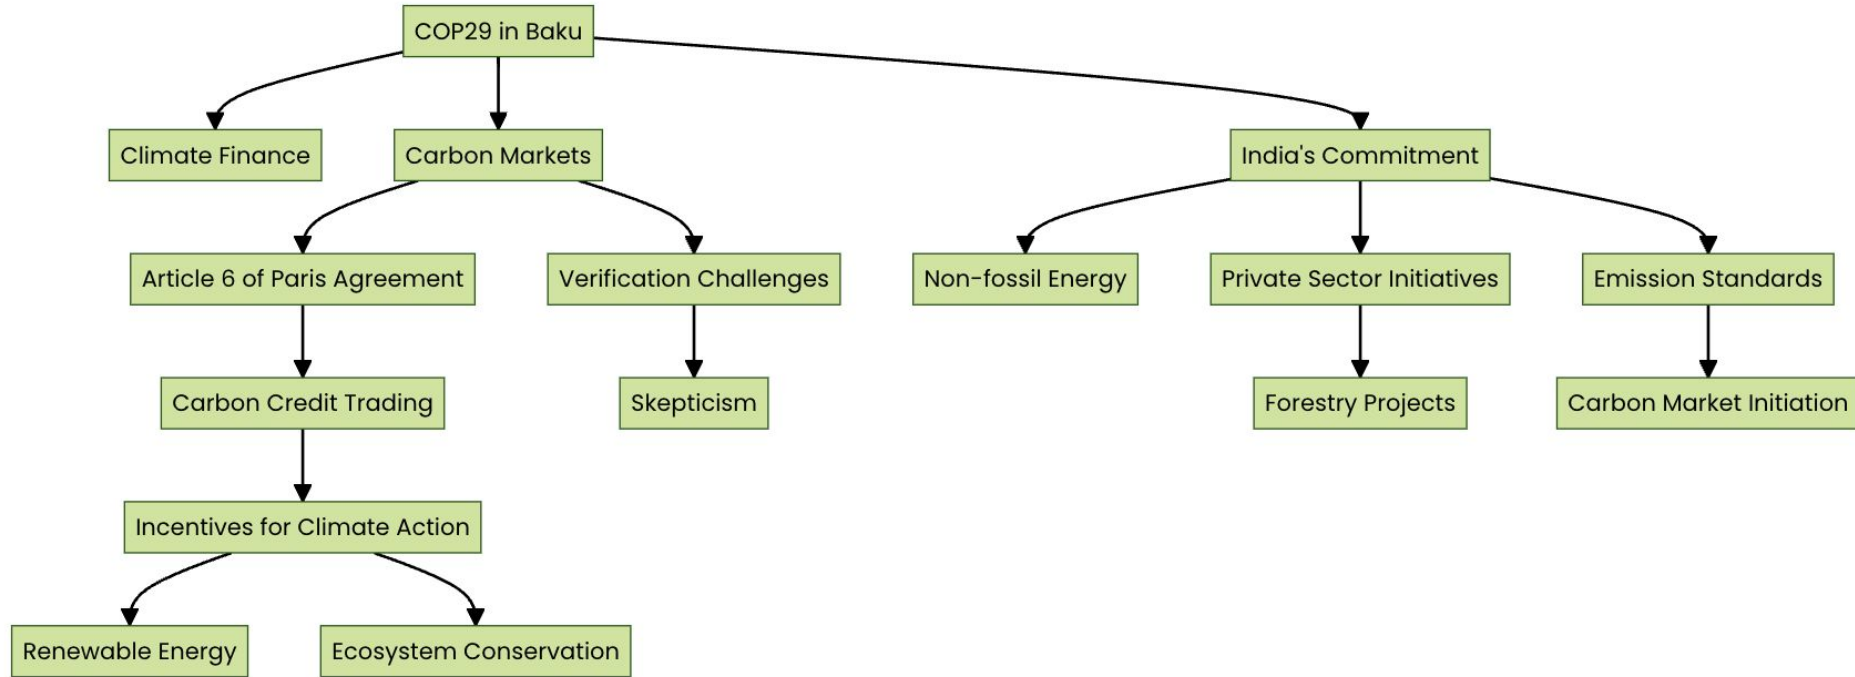 COP29 in Baku
Climate Finance
Carbon Markets
India's Commitment
Article 6 of Paris Agreement
Verification Challenges
Non-fossil Energy
Private Sector Initiatives
Emission Standards
Carbon Credit Trading
Skepticism
Forestry Projects
Carbon Market Initiation
Incentives for Climate Action
Renewable Energy
Ecosystem Conservation